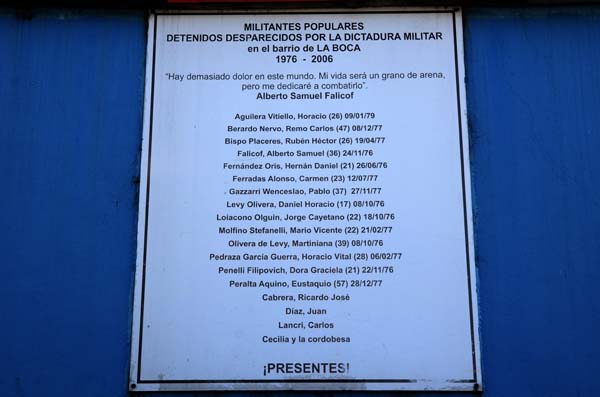 MILITANTES POPULARES
DETENIDOS DESPARECIDOS POR LA DICTADURA MILITAR
en el barrio de LA BOCA
1976 - 2006
“Hay demasiado dolor en este mundo. Mi vida será un grano de arena,
pero me dedicaré a combatirlo”.
Alberto Samuel Falicof
Aguilera Vitiello, Horacio (26) 09/01/79
Berardo Nervo, Remo Carlos (47) 08/12/77
Bispo Placeres, Rubén Héctor (26) 19/04/77
Falicof, Alberto Samuel (36) 24/11/76
Fernández Oris, Hernán Daniel (21) 26/06/76
Ferradas Alonso, Carmen (23) 12/07/77
Gazzarri Wenceslao, Pablo (37) 27/11/77
Levy Olivera, Daniel Horacio (17) 08/10/76
Loiacono Olguin, Jorge Cayetano (22) 18/10/76
Molfino Stefanelli, Mario Vicente (22) 21/02/77
Olivera de Levy, Martiniana (39) 08/10/76
Pedraza García Guerra, Horacio Vital (28) 06/02/77
Penelli Filipovich, Dora Graciela (21) 22/11/76
Peralta Aquino, Eustaquio (57) 28/12/77
Cabrera, Ricardo José
Díaz, Juan
Lancri, Carlos
Cecilia y la cordobesa
¡PRESENTES!